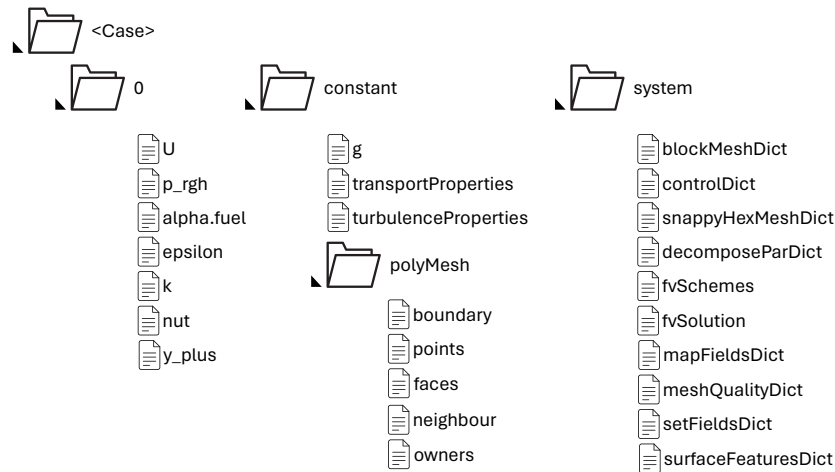 <Case>
0
U
p_rgh
alpha.fuel
epsilon
k
nut
y_plus
constant
g
transportProperties
turbulenceProperties
polyMesh
boundary
points
faces
neighbour
owners
system
blockMeshDict
controlDict
snappyHexMeshDict
decomposeParDict
fvSchemes
fvSolution
mapFieldsDict
meshQualityDict
setFieldsDict
surfaceFeaturesDict